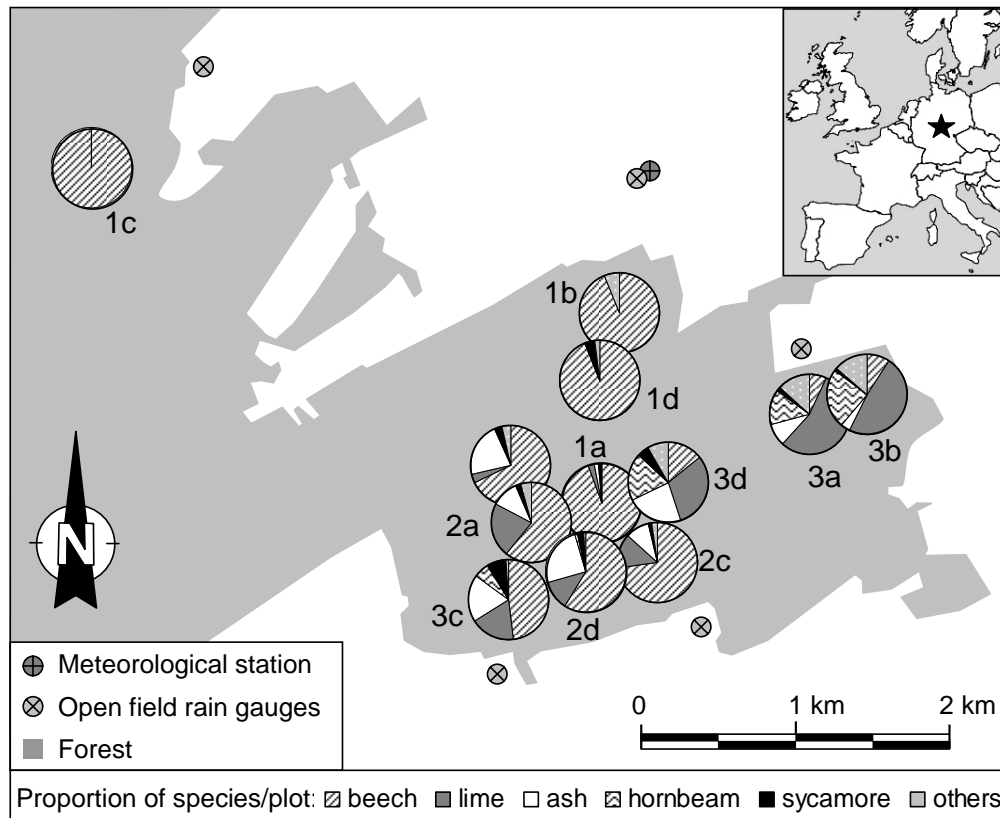 1c
1b
1d
1a
3d
3a
3b
2a
2c
3c
2d
N
Meteorological station
Open field rain gauges
Forest
0 1 km 2 km
Proportion of species/plot: beech lime ash hornbeam sycamore others